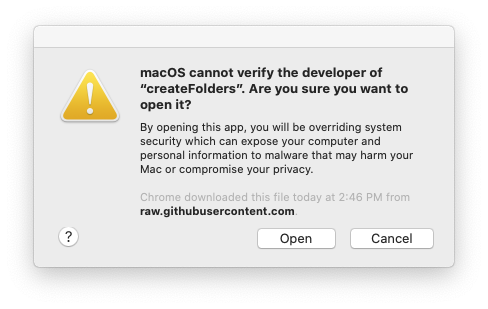 macOS cannot verify the developer of
“createFolders”. Are you sure you want to
open it?
By opening this app, you will be overriding system
security which can expose your computer and
personal information to malware that may harm your
Mac or compromise your privacy.
Chrome downloaded this file today at 2:46 PM from
raw.githubusercontent.com.
?
Open
Cancel